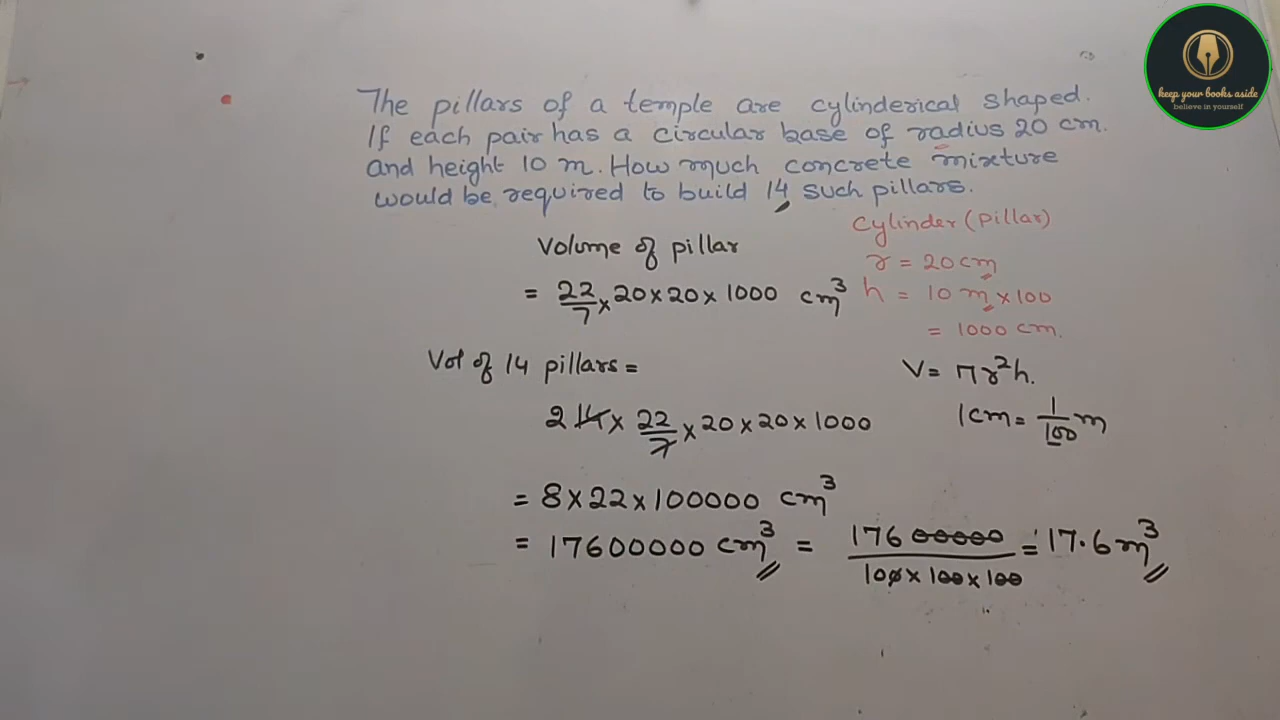 keep your books aside
believe in yourself
The pillars of a temple are cylinderical shaped.
If each pair has a circular base of radius 20 cm.
and height 10 m. How much concrete mixture
would be required to build 14 such pillars.
Cylinder (Pillar)
r = 20 cm
h = 10 m × 100
= 1000 cm.
Volume of pillar
= 22/7 × 20 × 20 × 1000 cm³
V = πr²h.
1 cm = 1/100 m
Vol of 14 pillars =
2 14 × 22/7 × 20 × 20 × 1000
= 8 × 22 × 100000 cm³
= 17600000 cm³ = 17600000/100 × 100 × 100 = 17.6 m³